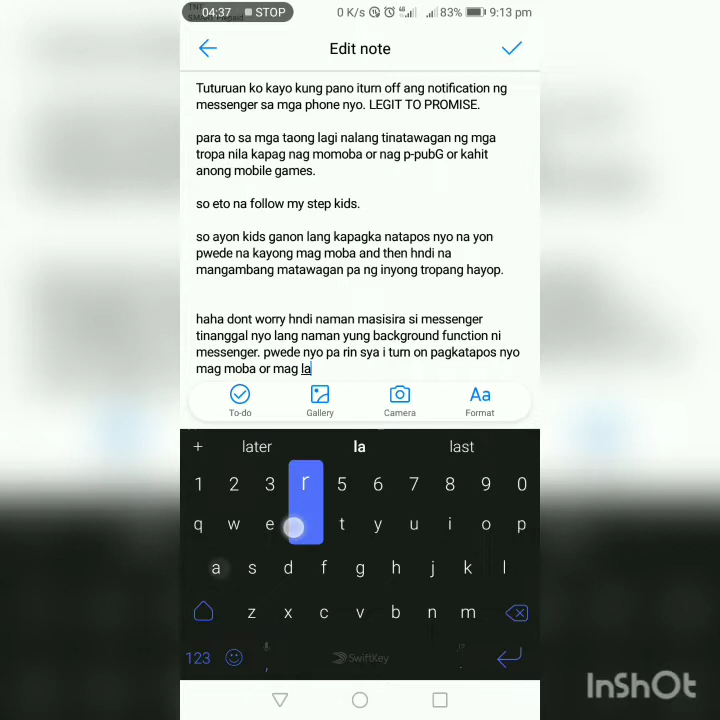 04:37 STOP 0 K/s 83% 9:13 pm
Edit note
Tuturuan ko kayo kung pano iturn off ang notification ng
messenger sa mga phone nyo. LEGIT TO PROMISE.
para to sa mga taong lagi nalang tinatawagan ng mga
tropa nila kapag nag momoba or nag p-pubG or kahit
anong mobile games.
so eto na follow my step kids.
so ayon kids ganon lang kapagka natapos nyo na yon
pwede na kayong mag moba and then hndi na
mangambang matawagan pa ng inyong tropang hayop.
haha dont worry hndi naman masisira si messenger
tinanggal nyo lang naman yung background function ni
messenger. pwede nyo pa rin sya i turn on pagkatapos nyo
mag moba or mag la
To-do Gallery Camera Format
+ later la last
1 2 3 r 5 6 7 8 9 0
q w e t y u i o p
a s d f g h j k l
z x c v b n m
123 , SwiftKey .
InShOt